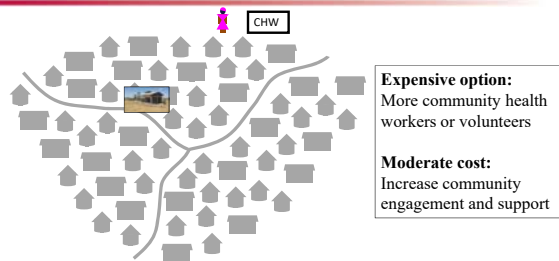 CHW
Expensive option:
More community health
workers or volunteers
Moderate cost:
Increase community
engagement and support